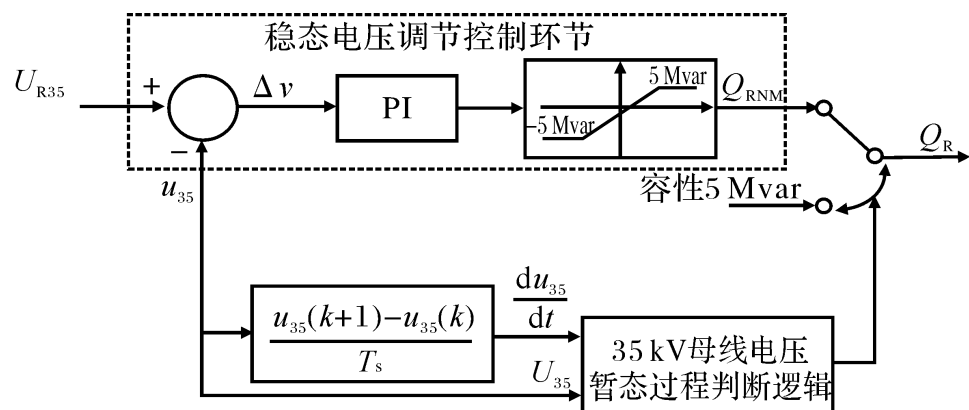 稳态电压调节控制环节
U_R35
+
Δv
PI
5 Mvar
−5 Mvar
Q_RNM
Q_R
−
u_35
容性5 Mvar
u_35(k+1)−u_35(k)
T_s
du_35
dt
U_35
35 kV母线电压
暂态过程判断逻辑